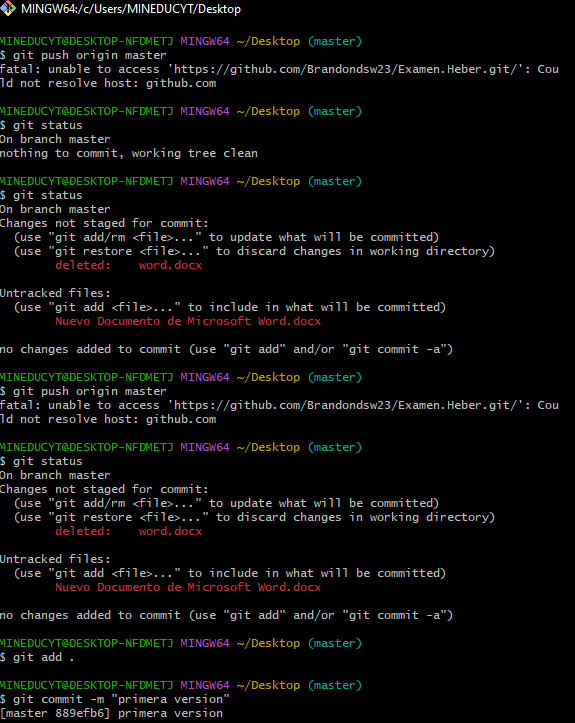 MINGW64:/c/Users/MINEDUCYT/Desktop
MINEDUCYT@DESKTOP-NFDMETJ MINGW64 ~/Desktop (master)
$ git push origin master
fatal: unable to access 'https://github.com/Brandondsw23/Examen.Heber.git/': Cou
ld not resolve host: github.com
MINEDUCYT@DESKTOP-NFDMETJ MINGW64 ~/Desktop (master)
$ git status
On branch master
nothing to commit, working tree clean
MINEDUCYT@DESKTOP-NFDMETJ MINGW64 ~/Desktop (master)
$ git status
On branch master
Changes not staged for commit:
  (use "git add/rm <file>..." to update what will be committed)
  (use "git restore <file>..." to discard changes in working directory)
        deleted:    word.docx
Untracked files:
  (use "git add <file>..." to include in what will be committed)
        Nuevo Documento de Microsoft Word.docx
no changes added to commit (use "git add" and/or "git commit -a")
MINEDUCYT@DESKTOP-NFDMETJ MINGW64 ~/Desktop (master)
$ git push origin master
fatal: unable to access 'https://github.com/Brandondsw23/Examen.Heber.git/': Cou
ld not resolve host: github.com
MINEDUCYT@DESKTOP-NFDMETJ MINGW64 ~/Desktop (master)
$ git status
On branch master
Changes not staged for commit:
  (use "git add/rm <file>..." to update what will be committed)
  (use "git restore <file>..." to discard changes in working directory)
        deleted:    word.docx
Untracked files:
  (use "git add <file>..." to include in what will be committed)
        Nuevo Documento de Microsoft Word.docx
no changes added to commit (use "git add" and/or "git commit -a")
MINEDUCYT@DESKTOP-NFDMETJ MINGW64 ~/Desktop (master)
$ git add .
MINEDUCYT@DESKTOP-NFDMETJ MINGW64 ~/Desktop (master)
$ git commit -m "primera version"
[master 889efb6] primera version